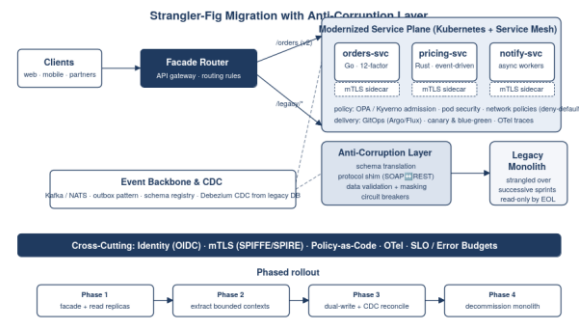 Strangler-Fig Migration with Anti-Corruption Layer
Modernized Service Plane (Kubernetes + Service Mesh)
Clients
web · mobile · partners
Facade Router
API gateway · routing rules
/orders (v2)
/legacy/*
orders-svc
Go · 12-factor
mTLS sidecar
pricing-svc
Rust · event-driven
mTLS sidecar
notify-svc
async workers
mTLS sidecar
policy: OPA / Kyverno admission · pod security · network policies (deny-default
delivery: GitOps (Argo/Flux) · canary & blue-green · OTel traces
Anti-Corruption Layer
schema translation
protocol shim (SOAP REST)
data validation + masking
circuit breakers
Legacy
Monolith
strangled over
successive sprints
read-only by EOL
Event Backbone & CDC
Kafka / NATS · outbox pattern · schema registry · Debezium CDC from legacy DB
Cross-Cutting: Identity (OIDC) · mTLS (SPIFFE/SPIRE) · Policy-as-Code · OTel · SLO / Error Budgets
Phased rollout
Phase 1
facade + read replicas
Phase 2
extract bounded contexts
Phase 3
dual-write + CDC reconcile
Phase 4
decommission monolith